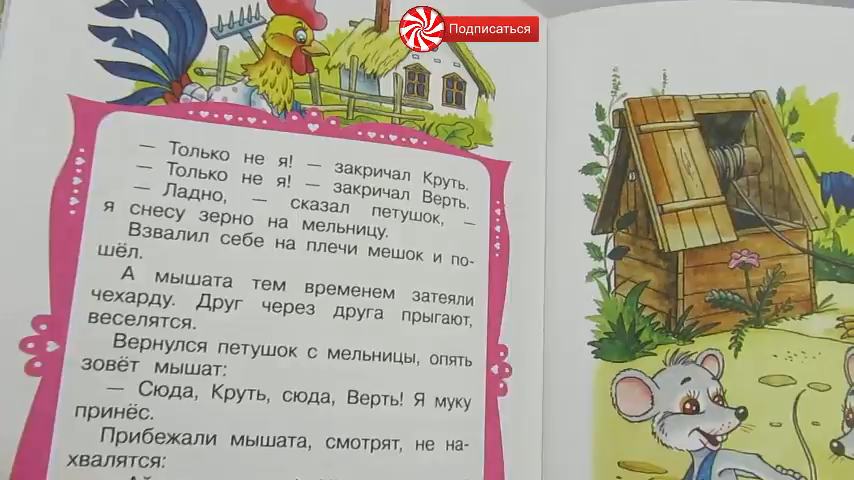 Подписаться
— Только не я! — закричал Круть.
— Только не я! — закричал Верть.
— Ладно, — сказал петушок, —
я снесу зерно на мельницу.
Взвалил себе на плечи мешок и по-
шёл.
А мышата тем временем затеяли
чехарду. Друг через друга прыгают,
веселятся.
Вернулся петушок с мельницы, опять
зовёт мышат:
— Сюда, Круть, сюда, Верть! Я муку
принёс.
Прибежали мышата, смотрят, не на-
хвалятся: